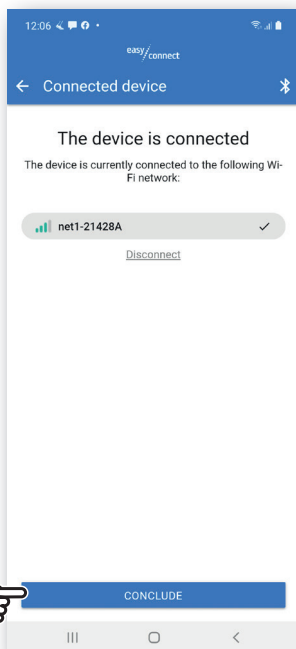 12:06
easy/connect
Connected device
The device is connected
The device is currently connected to the following Wi-
Fi network:
net1-21428A
Disconnect
CONCLUDE